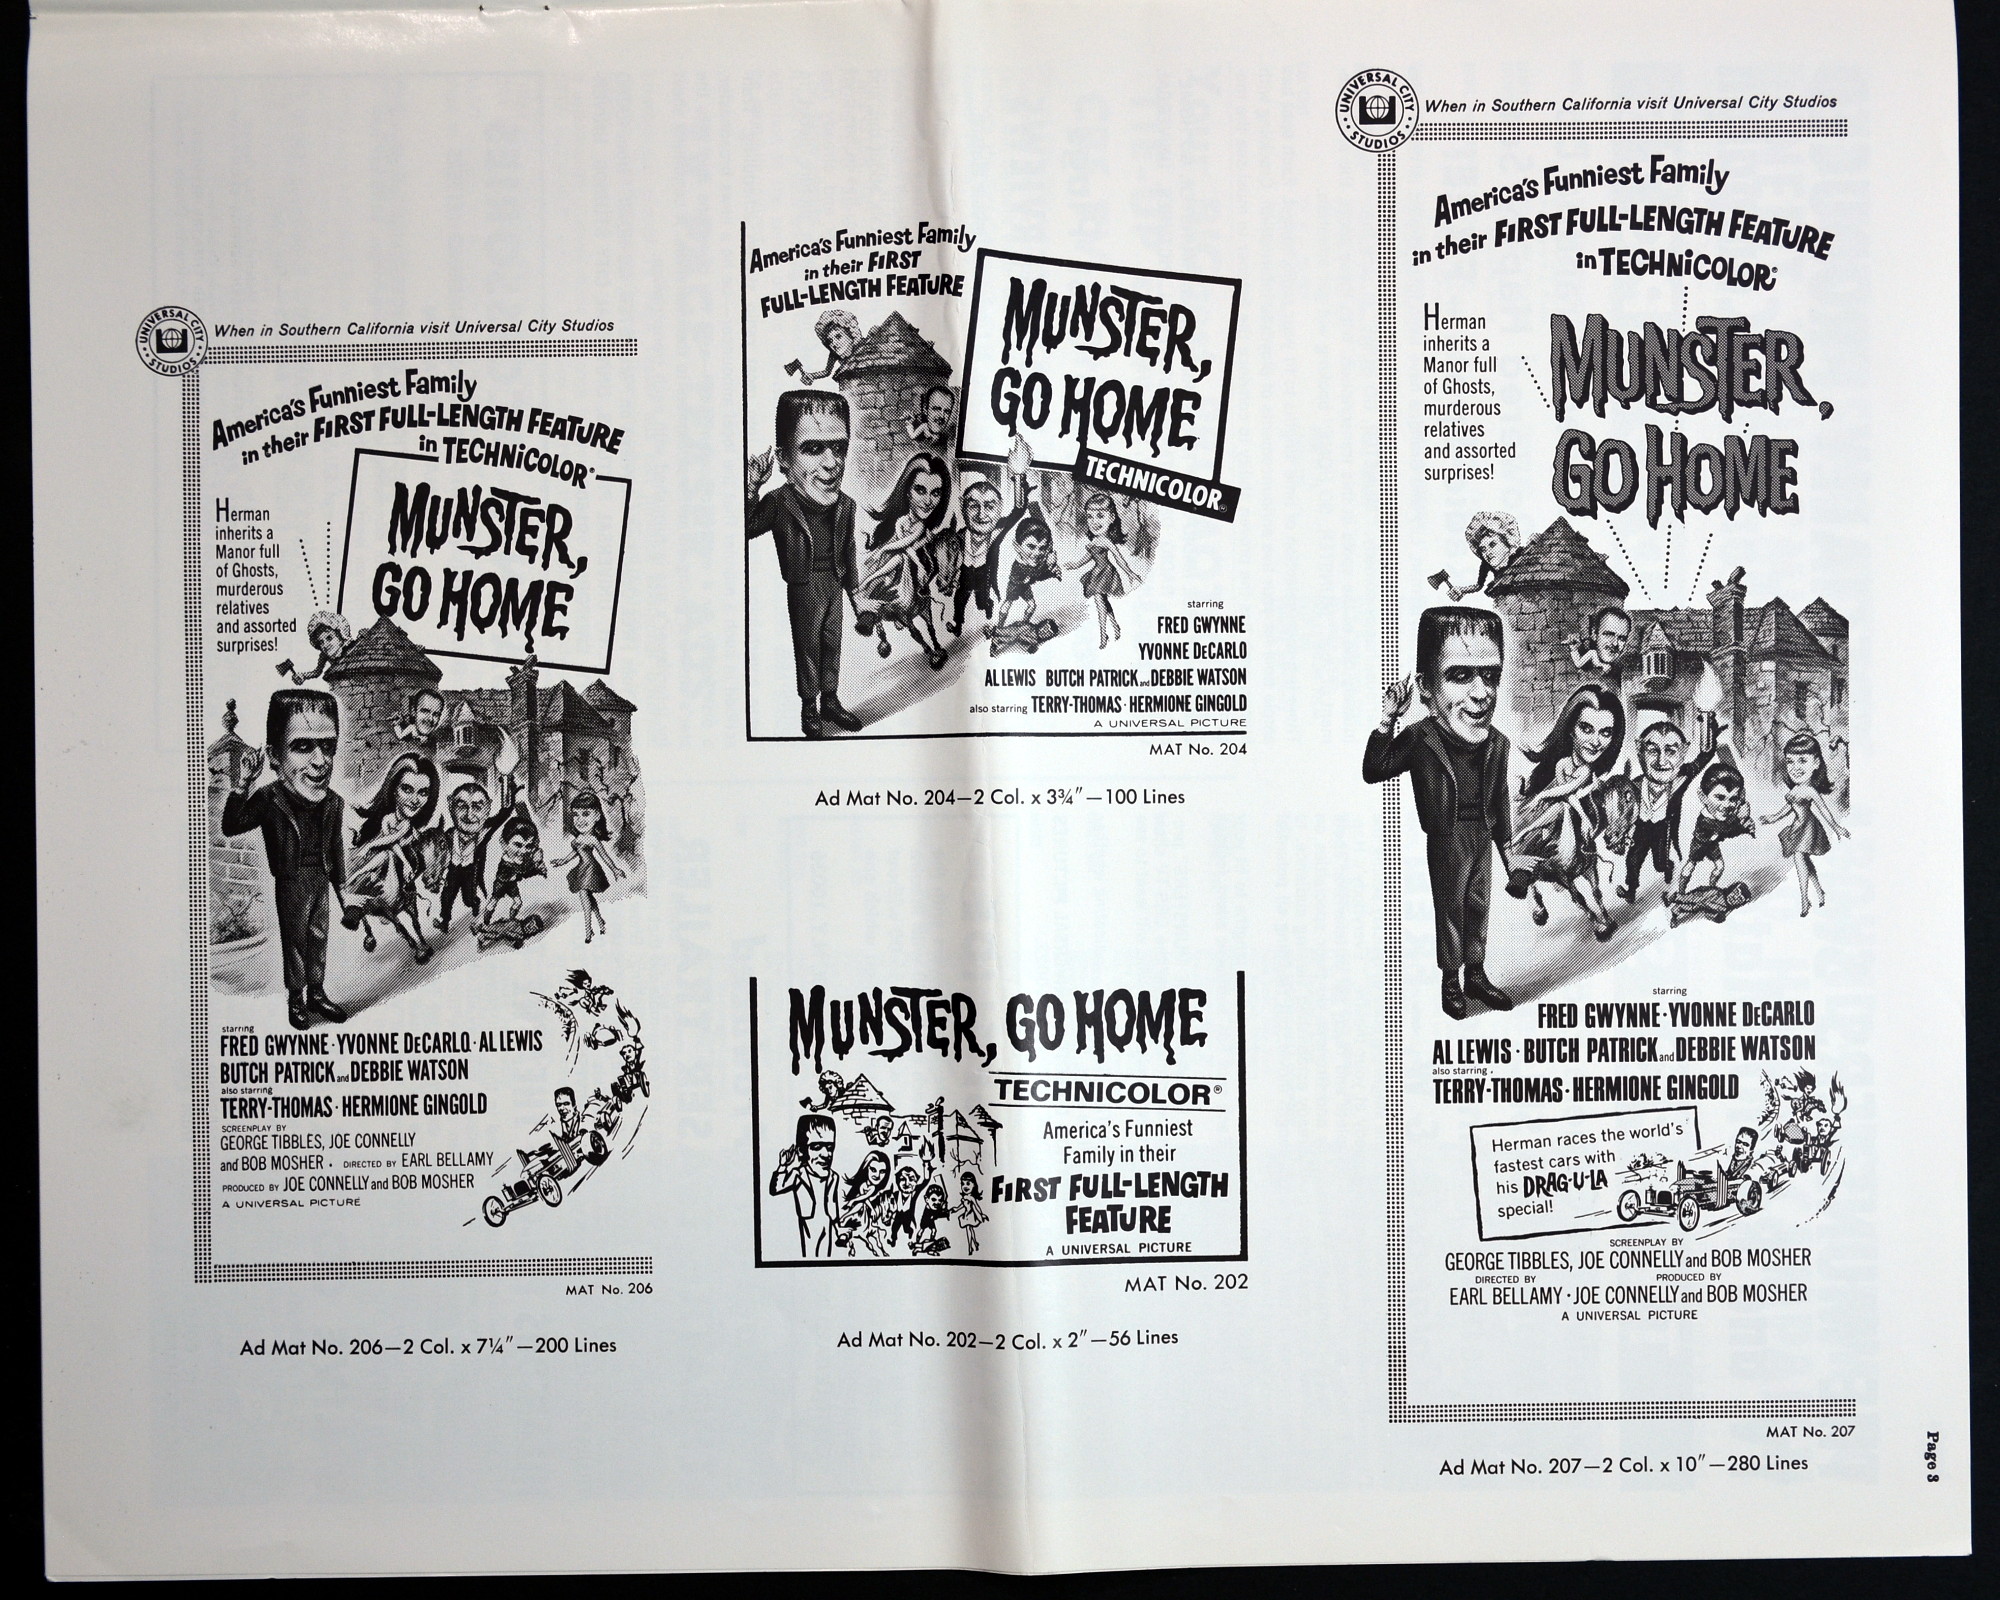 UNIVERSAL CITY STUDIOS
When in Southern California visit Universal City Studios
America's Funniest Family
in their FIRST FULL-LENGTH FEATURE
in TECHNICOLOR®
Herman
inherits a
Manor full
of Ghosts,
murderous
relatives
and assorted
surprises!
MUNSTER,
GO HOME
starring
FRED GWYNNE · YVONNE DeCARLO · AL LEWIS
BUTCH PATRICK and DEBBIE WATSON
also starring
TERRY-THOMAS · HERMIONE GINGOLD
SCREENPLAY BY
GEORGE TIBBLES, JOE CONNELLY
and BOB MOSHER · DIRECTED BY EARL BELLAMY
PRODUCED BY JOE CONNELLY and BOB MOSHER
A UNIVERSAL PICTURE
MAT No. 206
Ad Mat No. 206—2 Col. x 7¼"—200 Lines
America's Funniest Family
in their FIRST
FULL-LENGTH FEATURE
MUNSTER,
GO HOME
TECHNICOLOR®
starring
FRED GWYNNE
YVONNE DeCARLO
AL LEWIS BUTCH PATRICK and DEBBIE WATSON
also starring TERRY-THOMAS · HERMIONE GINGOLD
A UNIVERSAL PICTURE
MAT No. 204
Ad Mat No. 204—2 Col. x 3¾"—100 Lines
MUNSTER, GO HOME
TECHNICOLOR®
America's Funniest
Family in their
FIRST FULL-LENGTH
FEATURE
A UNIVERSAL PICTURE
MAT No. 202
Ad Mat No. 202—2 Col. x 2"—56 Lines
UNIVERSAL CITY STUDIOS
When in Southern California visit Universal City Studios
America's Funniest Family
in their FIRST FULL-LENGTH FEATURE
in TECHNICOLOR®
Herman
inherits a
Manor full
of Ghosts,
murderous
relatives
and assorted
surprises!
MUNSTER,
GO HOME
starring
FRED GWYNNE · YVONNE DeCARLO
AL LEWIS · BUTCH PATRICK and DEBBIE WATSON
also starring
TERRY-THOMAS · HERMIONE GINGOLD
Herman races the world's
fastest cars with
his DRAG-U-LA
special!
SCREENPLAY BY
GEORGE TIBBLES, JOE CONNELLY and BOB MOSHER
DIRECTED BY PRODUCED BY
EARL BELLAMY · JOE CONNELLY and BOB MOSHER
A UNIVERSAL PICTURE
MAT No. 207
Ad Mat No. 207—2 Col. x 10"—280 Lines
Page 3